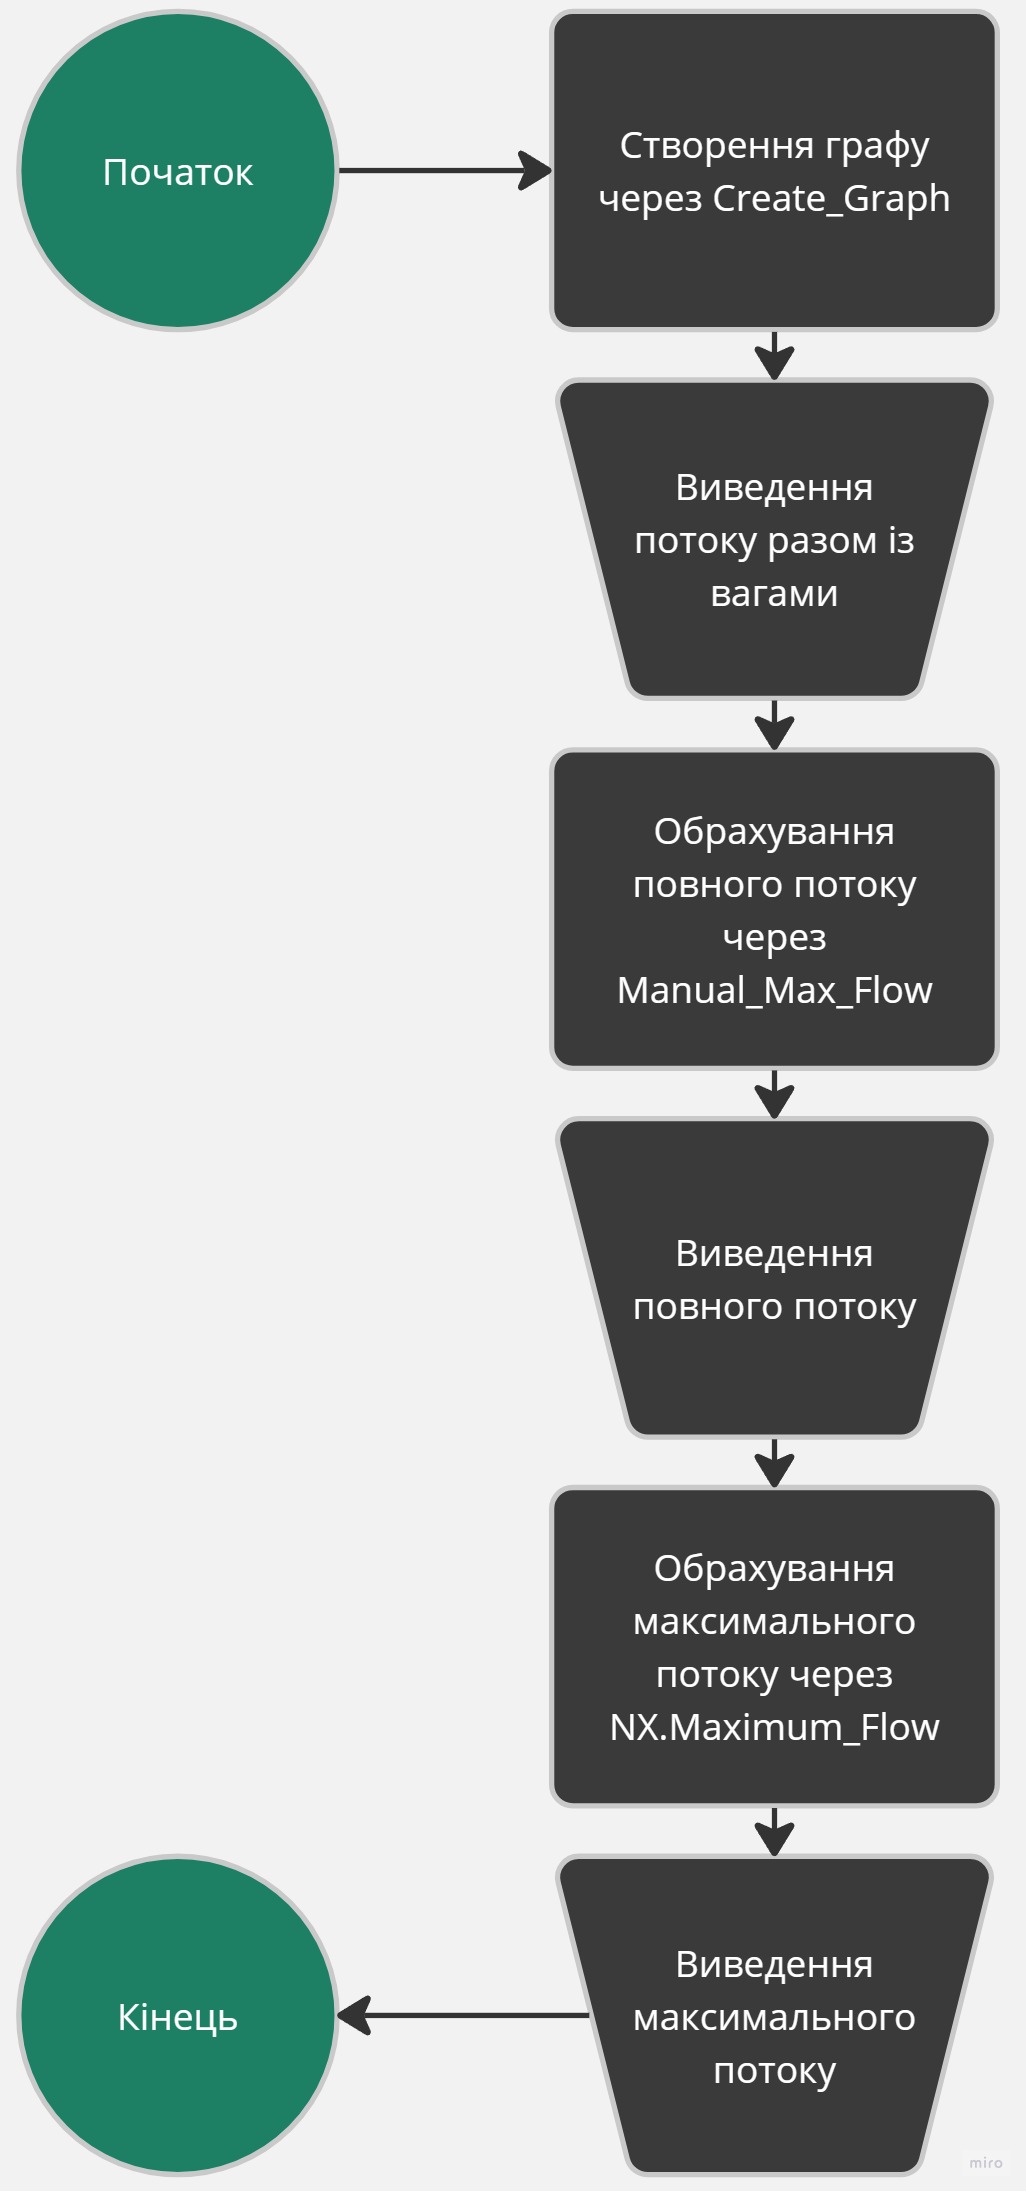 Початок
Створення графу
через Create_Graph
Виведення
потоку разом із
вагами
Обрахування
повного потоку
через
Manual_Max_Flow
Виведення
повного потоку
Обрахування
максимального
потоку через
NX.Maximum_Flow
Виведення
максимального
потоку
Кінець
miro